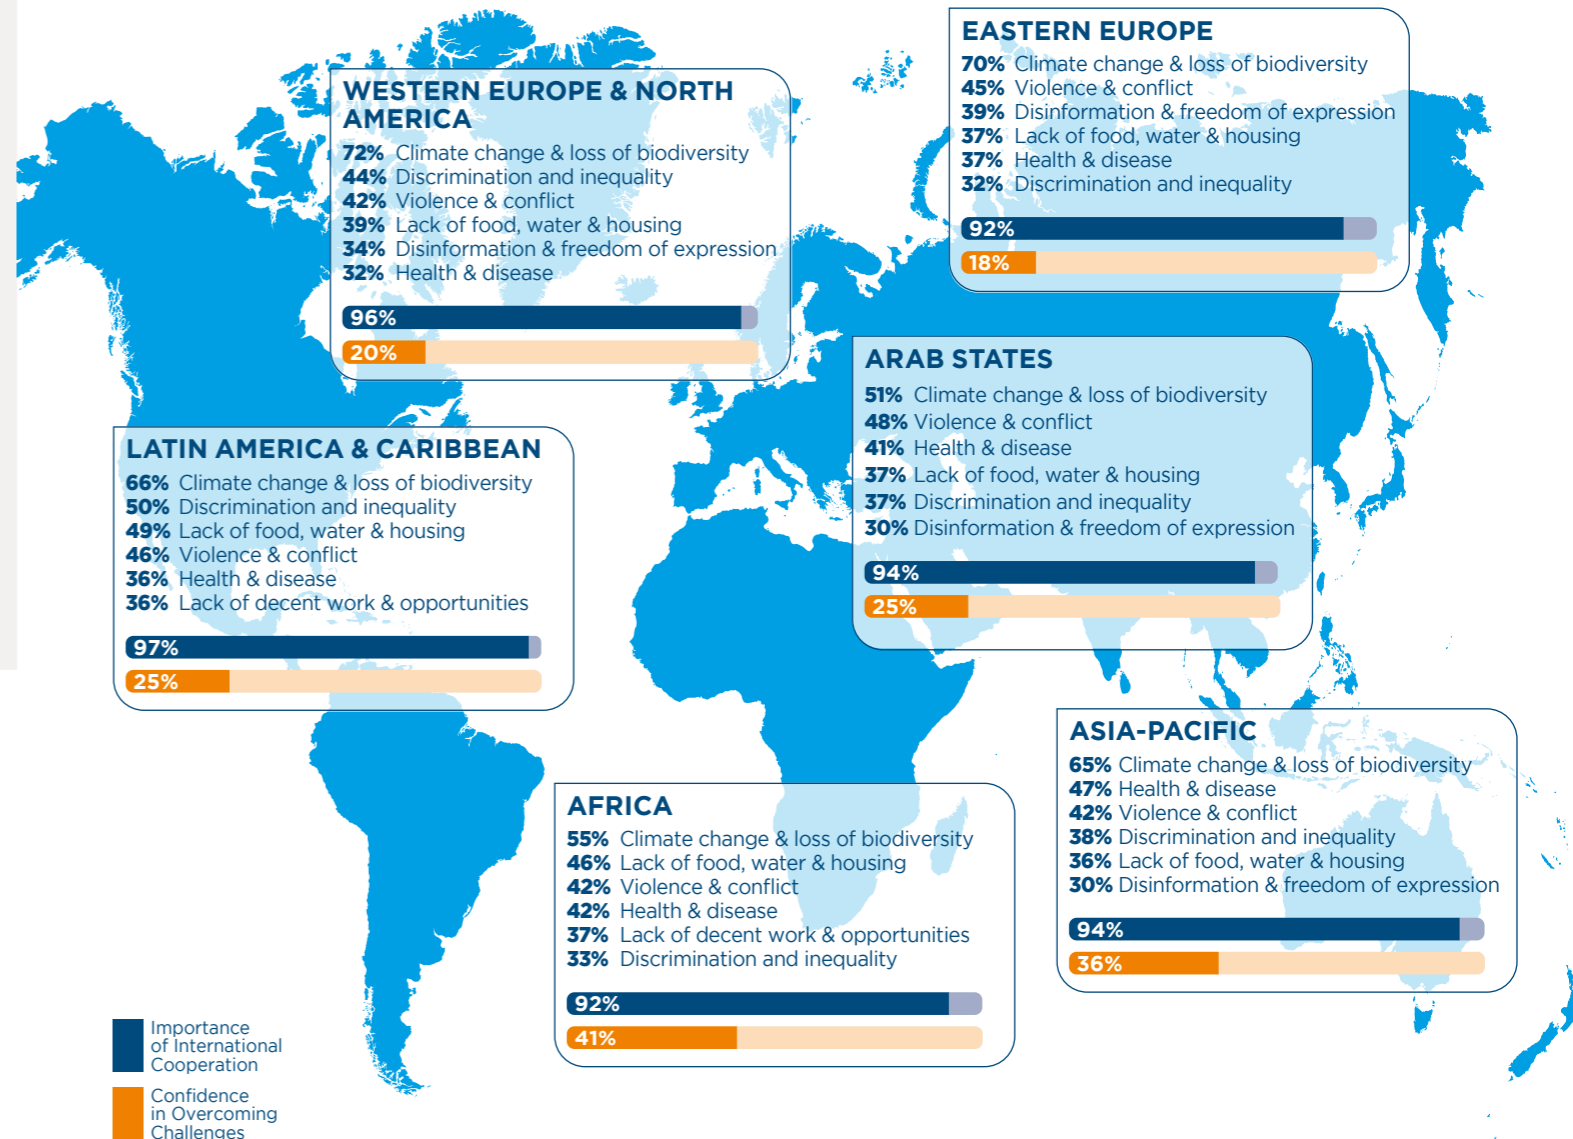 WESTERN EUROPE & NORTH
AMERICA
72% Climate change & loss of biodiversity
44% Discrimination and inequality
42% Violence & conflict
39% Lack of food, water & housing
34% Disinformation & freedom of expression
32% Health & disease
96%
20%
EASTERN EUROPE
70% Climate change & loss of biodiversity
45% Violence & conflict
39% Disinformation & freedom of expression
37% Lack of food, water & housing
37% Health & disease
32% Discrimination and inequality
92%
18%
ARAB STATES
51% Climate change & loss of biodiversity
48% Violence & conflict
41% Health & disease
37% Lack of food, water & housing
37% Discrimination and inequality
30% Disinformation & freedom of expression
94%
25%
LATIN AMERICA & CARIBBEAN
66% Climate change & loss of biodiversity
50% Discrimination and inequality
49% Lack of food, water & housing
46% Violence & conflict
36% Health & disease
36% Lack of decent work & opportunities
97%
25%
ASIA-PACIFIC
65% Climate change & loss of biodiversity
47% Health & disease
42% Violence & conflict
38% Discrimination and inequality
36% Lack of food, water & housing
30% Disinformation & freedom of expression
94%
36%
AFRICA
55% Climate change & loss of biodiversity
46% Lack of food, water & housing
42% Violence & conflict
42% Health & disease
37% Lack of decent work & opportunities
33% Discrimination and inequality
92%
41%
Importance
of International
Cooperation
Confidence
in Overcoming
Challenges